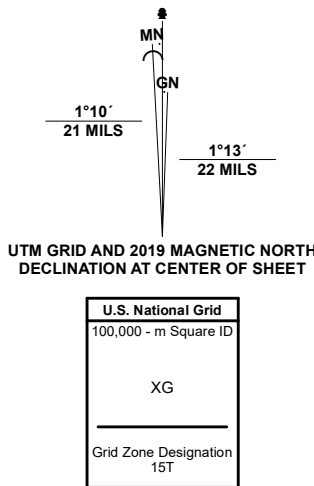 MN
GN
1°10´
21 MILS
1°13´
22 MILS
UTM GRID AND 2019 MAGNETIC NORTH
DECLINATION AT CENTER OF SHEET
U.S. National Grid
100,000 - m Square ID
XG
Grid Zone Designation
15T